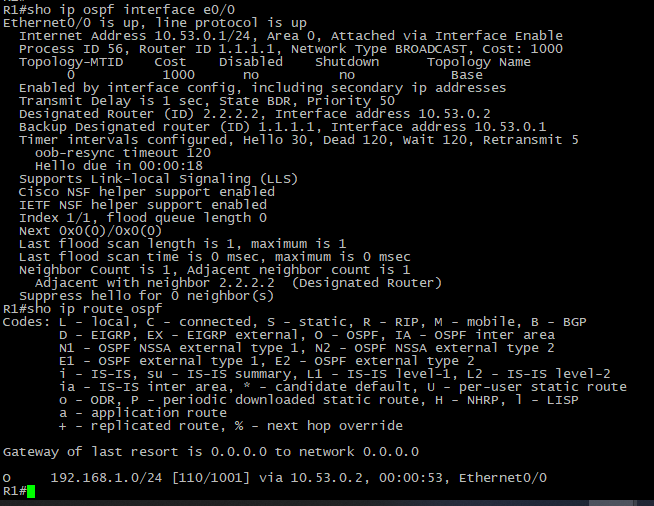 R1#sho ip ospf interface e0/0
Ethernet0/0 is up, line protocol is up
  Internet Address 10.53.0.1/24, Area 0, Attached via Interface Enable
  Process ID 56, Router ID 1.1.1.1, Network Type BROADCAST, Cost: 1000
  Topology-MTID    Cost    Disabled    Shutdown      Topology Name
        0           1000      no          no            Base
  Enabled by interface config, including secondary ip addresses
  Transmit Delay is 1 sec, State BDR, Priority 50
  Designated Router (ID) 2.2.2.2, Interface address 10.53.0.2
  Backup Designated router (ID) 1.1.1.1, Interface address 10.53.0.1
  Timer intervals configured, Hello 30, Dead 120, Wait 120, Retransmit 5
    oob-resync timeout 120
    Hello due in 00:00:18
  Supports Link-local Signaling (LLS)
  Cisco NSF helper support enabled
  IETF NSF helper support enabled
  Index 1/1, flood queue length 0
  Next 0x0(0)/0x0(0)
  Last flood scan length is 1, maximum is 1
  Last flood scan time is 0 msec, maximum is 0 msec
  Neighbor Count is 1, Adjacent neighbor count is 1
    Adjacent with neighbor 2.2.2.2  (Designated Router)
  Suppress hello for 0 neighbor(s)
R1#sho ip route ospf
Codes: L - local, C - connected, S - static, R - RIP, M - mobile, B - BGP
       D - EIGRP, EX - EIGRP external, O - OSPF, IA - OSPF inter area
       N1 - OSPF NSSA external type 1, N2 - OSPF NSSA external type 2
       E1 - OSPF external type 1, E2 - OSPF external type 2
       i - IS-IS, su - IS-IS summary, L1 - IS-IS level-1, L2 - IS-IS level-2
       ia - IS-IS inter area, * - candidate default, U - per-user static route
       o - ODR, P - periodic downloaded static route, H - NHRP, l - LISP
       a - application route
       + - replicated route, % - next hop override
Gateway of last resort is 0.0.0.0 to network 0.0.0.0
O     192.168.1.0/24 [110/1001] via 10.53.0.2, 00:00:53, Ethernet0/0
R1#